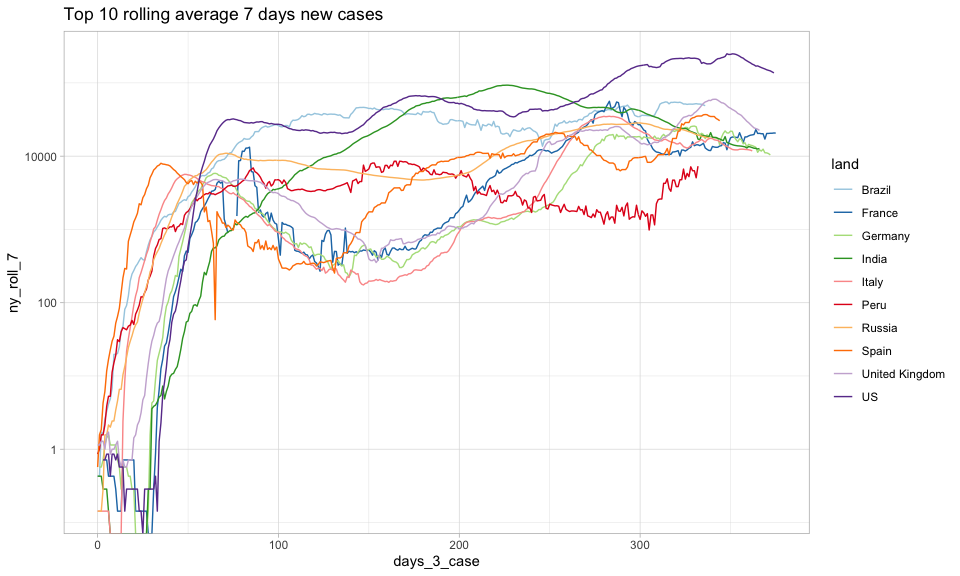 Top 10 rolling average 7 days new cases
ny_roll_7
10000
100
1
0
100
200
300
days_3_case
land
Brazil
France
Germany
India
Italy
Peru
Russia
Spain
United Kingdom
US